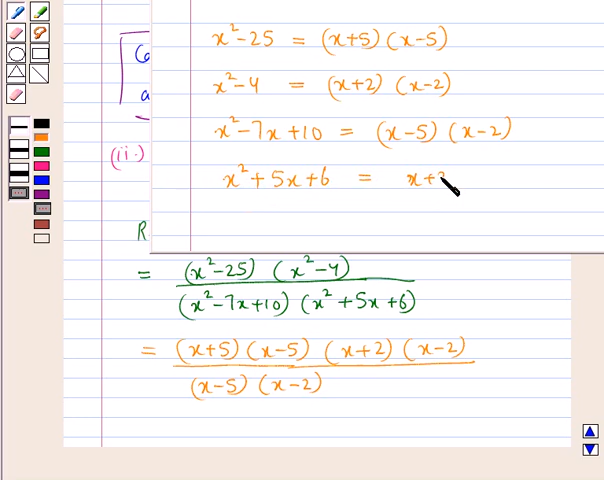 x² - 25 = (x+5) (x-5)
x² - 4 = (x+2) (x-2)
x² - 7x + 10 = (x-5) (x-2)
x² + 5x + 6 = x+
(ii.)
R
= (x² - 25) (x² - 4)
(x² - 7x + 10) (x² + 5x + 6)
= (x+5) (x-5) (x+2) (x-2)
(x-5) (x-2)